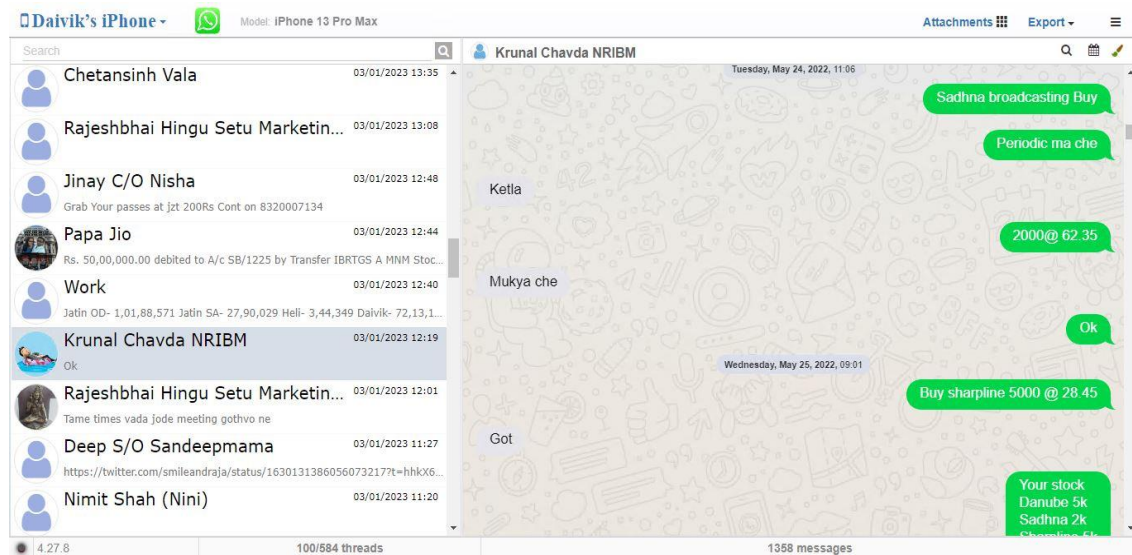 Daivik's iPhone
Model: iPhone 13 Pro Max
Attachments
Export
Search
Chetansinh Vala
03/01/2023 13:35
Rajeshbhai Hingu Setu Marketin...
03/01/2023 13:08
Jinay C/O Nisha
03/01/2023 12:48
Grab Your passes at jzt 200Rs Cont on 8320007134
Papa Jio
03/01/2023 12:44
Rs. 50,00,000.00 debited to A/c SB/1225 by Transfer IBRTGS A MNM Stoc...
Work
03/01/2023 12:40
Jatin OD- 1,01,88,571 Jatin SA- 27,90,029 Heli- 3,44,349 Daivik- 72,13,1...
Krunal Chavda NRIBM
03/01/2023 12:19
Ok
Rajeshbhai Hingu Setu Marketin...
03/01/2023 12:01
Tame times vada jode meeting gothvo ne
Deep S/O Sandeepmama
03/01/2023 11:27
https://twitter.com/smileandraja/status/1630131386056073217?t=hhkX6...
Nimit Shah (Nini)
03/01/2023 11:20
Krunal Chavda NRIBM
Tuesday, May 24, 2022, 11:06
Sadhna broadcasting Buy
Periodic ma che
Ketla
2000@ 62.35
Mukya che
Ok
Wednesday, May 25, 2022, 09:01
Buy sharpline 5000 @ 28.45
Got
Your stock
Danube 5k
Sadhna 2k
Sharpline 5k
4.27.8
100/584 threads
1358 messages